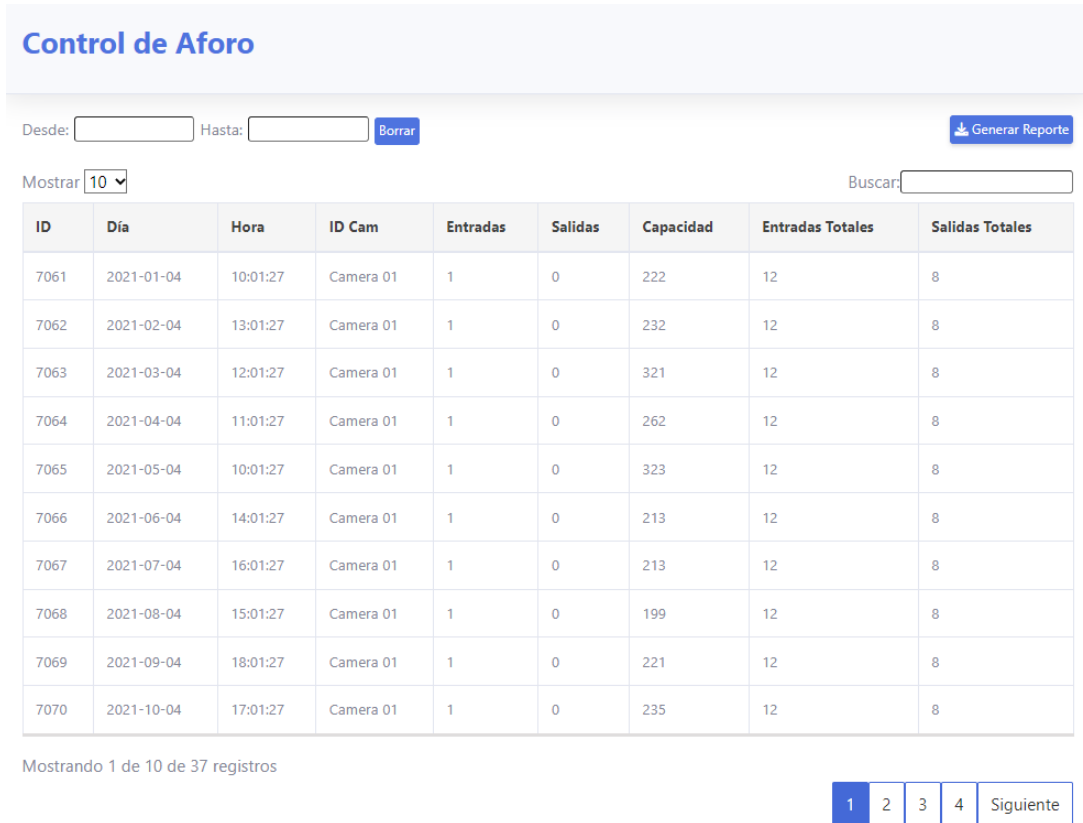 Control de Aforo
Desde: Hasta: Borrar Generar Reporte
Mostrar 10 Buscar:
ID Día Hora ID Cam Entradas Salidas Capacidad Entradas Totales Salidas Totales
7061 2021-01-04 10:01:27 Camera 01 1 0 222 12 8
7062 2021-02-04 13:01:27 Camera 01 1 0 232 12 8
7063 2021-03-04 12:01:27 Camera 01 1 0 321 12 8
7064 2021-04-04 11:01:27 Camera 01 1 0 262 12 8
7065 2021-05-04 10:01:27 Camera 01 1 0 323 12 8
7066 2021-06-04 14:01:27 Camera 01 1 0 213 12 8
7067 2021-07-04 16:01:27 Camera 01 1 0 213 12 8
7068 2021-08-04 15:01:27 Camera 01 1 0 199 12 8
7069 2021-09-04 18:01:27 Camera 01 1 0 221 12 8
7070 2021-10-04 17:01:27 Camera 01 1 0 235 12 8
Mostrando 1 de 10 de 37 registros
1 2 3 4 Siguiente